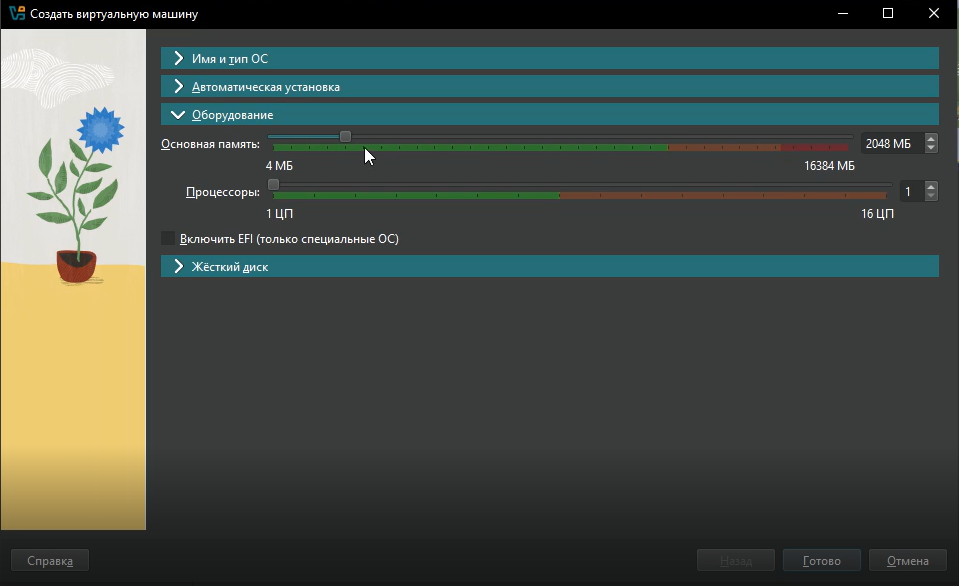 Создать виртуальную машину
Имя и тип ОС
Автоматическая установка
Оборудование
Основная память: 2048 МБ
4 МБ 16384 МБ
Процессоры: 1
1 ЦП 16 ЦП
Включить EFI (только специальные ОС)
Жёсткий диск
Справка Назад Готово Отмена